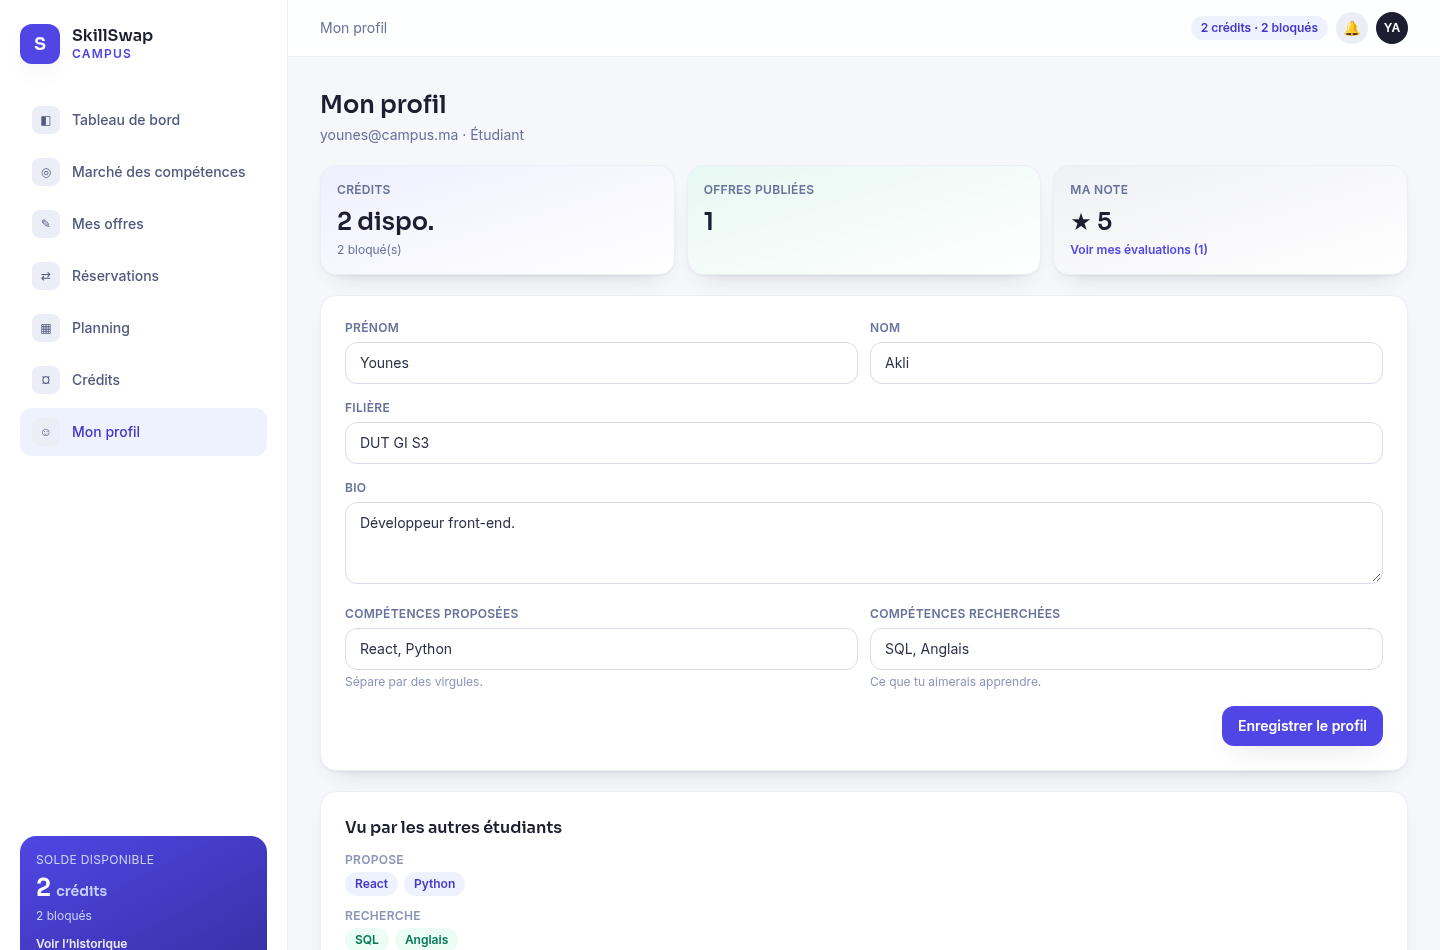 S
SkillSwap
CAMPUS
Tableau de bord
Marché des compétences
Mes offres
Réservations
Planning
Crédits
Mon profil
SOLDE DISPONIBLE
2 crédits
2 bloqués
Voir l’historique
Mon profil
2 crédits · 2 bloqués
YA
Mon profil
younes@campus.ma · Étudiant
CRÉDITS
2 dispo.
2 bloqué(s)
OFFRES PUBLIÉES
1
MA NOTE
★ 5
Voir mes évaluations (1)
PRÉNOM
Younes
NOM
Akli
FILIÈRE
DUT GI S3
BIO
Développeur front-end.
COMPÉTENCES PROPOSÉES
React, Python
Sépare par des virgules.
COMPÉTENCES RECHERCHÉES
SQL, Anglais
Ce que tu aimerais apprendre.
Enregistrer le profil
Vu par les autres étudiants
PROPOSE
React Python
RECHERCHE
SQL Anglais